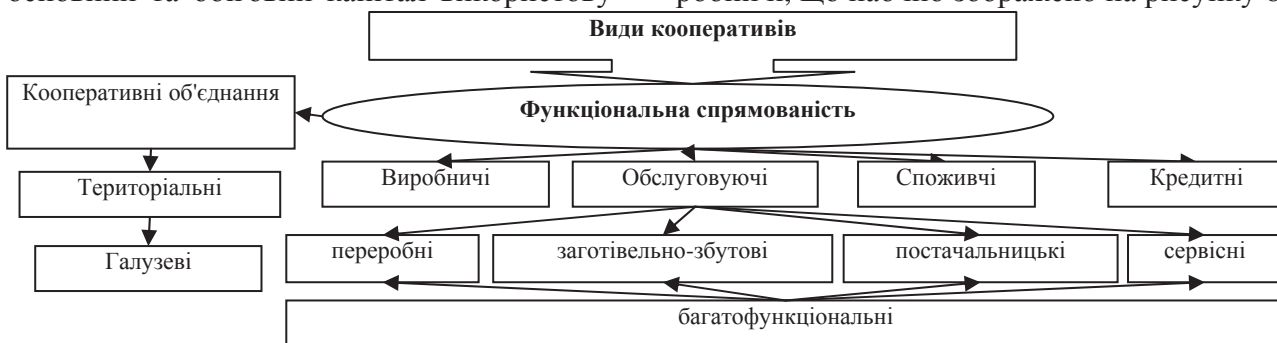 Види кооперативів
Кооперативні об'єднання
Функціональна спрямованість
Територіальні
Виробничі
Обслуговуючі
Споживчі
Кредитні
Галузеві
переробні
заготівельно-збутові
постачальницькі
сервісні
багатофункціональні